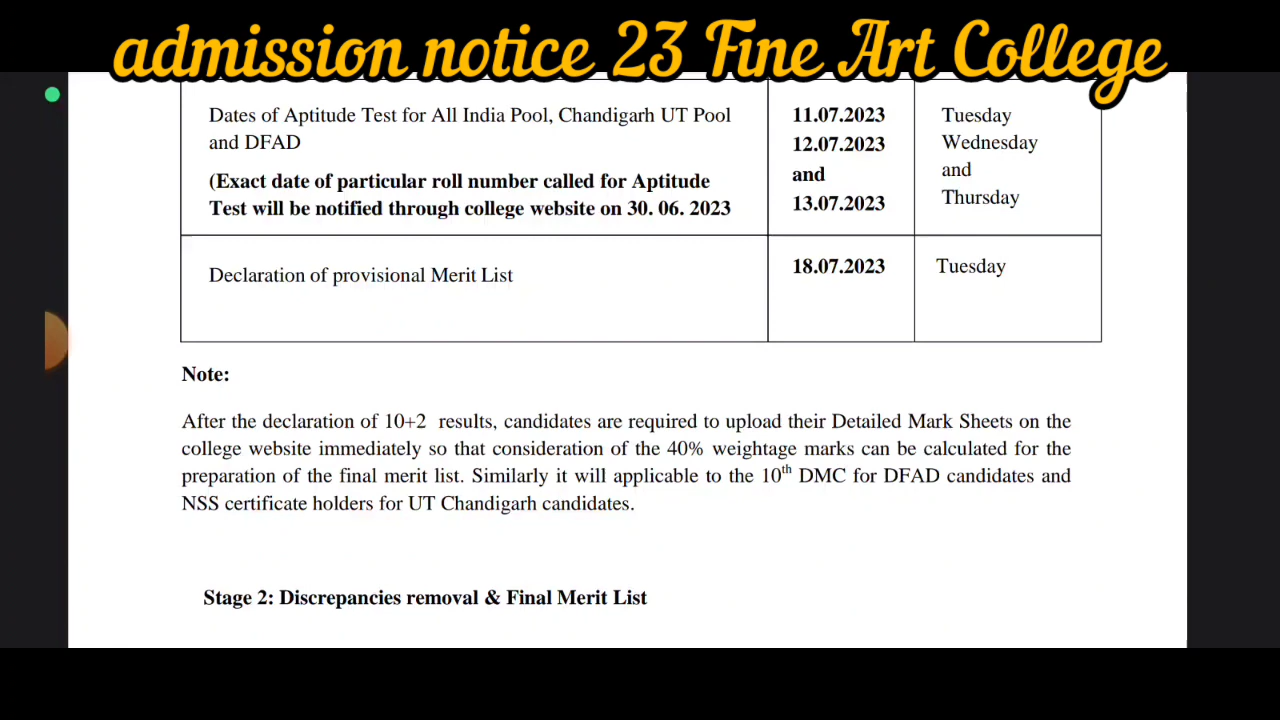 admission notice 23 Fine Art College
Dates of Aptitude Test for All India Pool, Chandigarh UT Pool
and DFAD
(Exact date of particular roll number called for Aptitude
Test will be notified through college website on 30. 06. 2023
11.07.2023
12.07.2023
and
13.07.2023
Tuesday
Wednesday
and
Thursday
Declaration of provisional Merit List
18.07.2023
Tuesday
Note:
After the declaration of 10+2 results, candidates are required to upload their Detailed Mark Sheets on the
college website immediately so that consideration of the 40% weightage marks can be calculated for the
preparation of the final merit list. Similarly it will applicable to the 10th DMC for DFAD candidates and
NSS certificate holders for UT Chandigarh candidates.
Stage 2: Discrepancies removal & Final Merit List